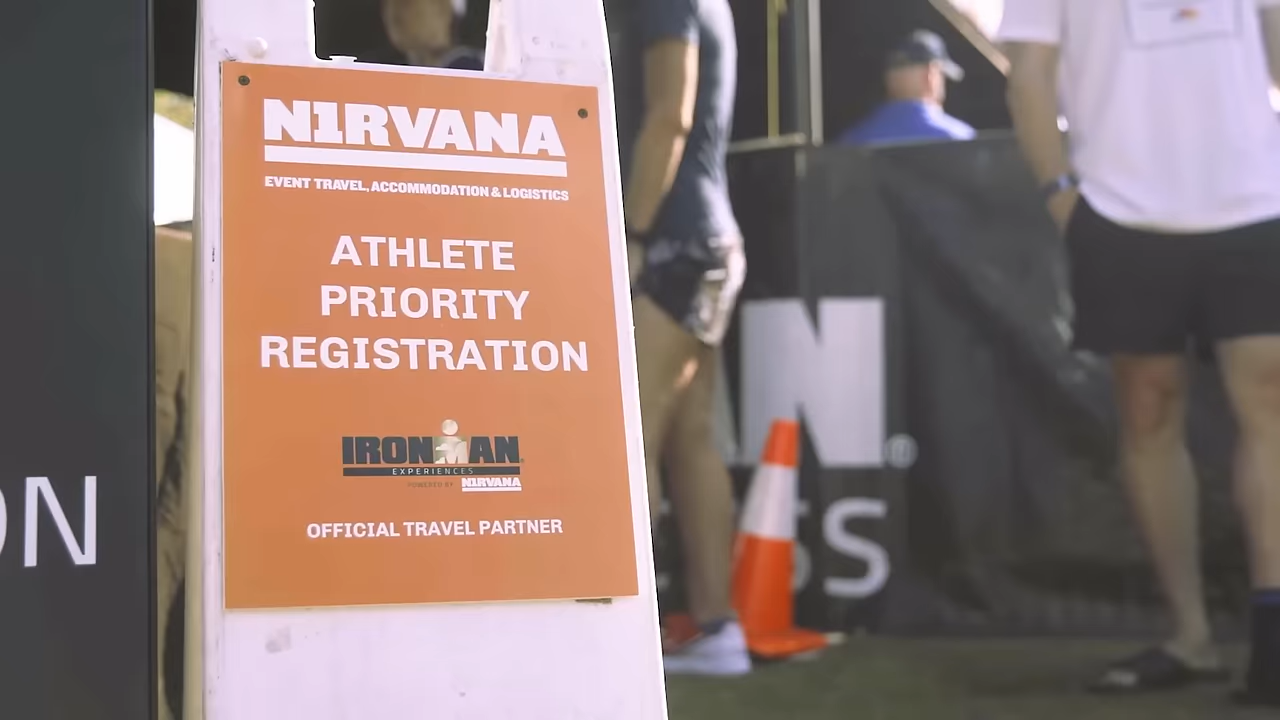 N1RVANA
EVENT TRAVEL, ACCOMMODATION & LOGISTICS
ATHLETE
PRIORITY
REGISTRATION
IRONMAN
EXPERIENCES
POWERED BY N1RVANA
OFFICIAL TRAVEL PARTNER
N®
SS
ON